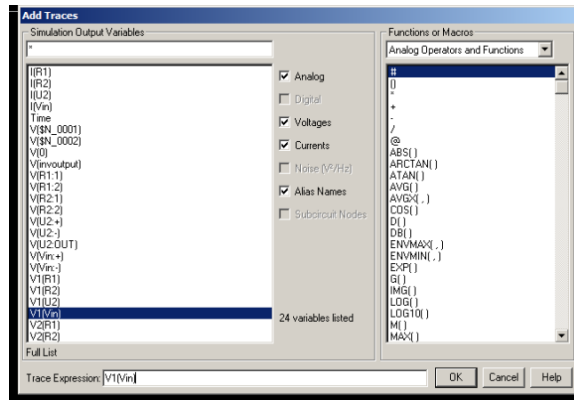 Add Traces
Simulation Output Variables
*
I(R1)
I(R2)
I(U2)
I(Vin)
Time
V($N_0001)
V($N_0002)
V(0)
V(invoutput)
V(R1:1)
V(R1:2)
V(R2:1)
V(R2:2)
V(U2:+)
V(U2:-)
V(U2:OUT)
V(Vin:+)
V(Vin:-)
V1(R1)
V1(R2)
V1(U2)
V1(Vin)
V2(R1)
V2(R2)
Full List
Analog
Digital
Voltages
Currents
Noise (V²/Hz)
Alias Names
Subcircuit Nodes
24 variables listed
Functions or Macros
Analog Operators and Functions
#
()
*
+
-
/
@
ABS( )
ARCTAN( )
ATAN( )
AVG( )
AVGX( , )
COS( )
D( )
DB( )
ENVMAX( , )
ENVMIN( , )
EXP( )
G( )
IMG( )
LOG( )
LOG10( )
M( )
MAX( )
Trace Expression: V1(Vin)
OK
Cancel
Help